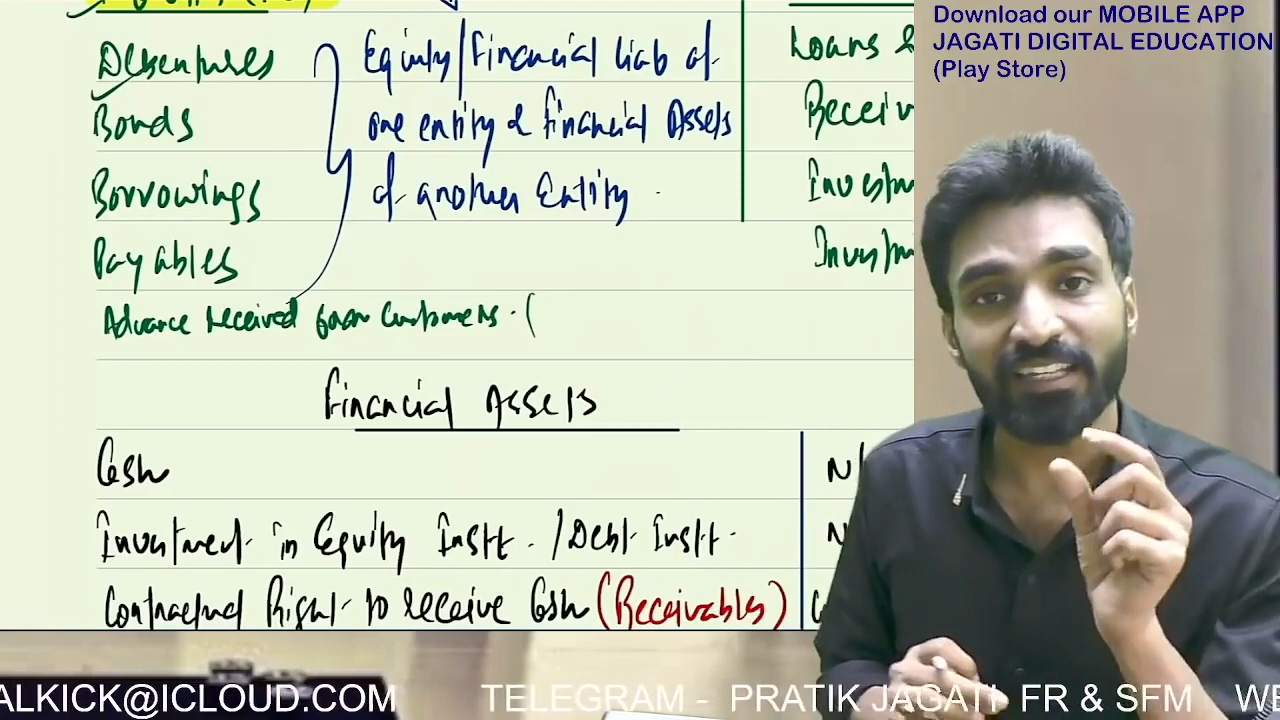 Debentures
Bonds
Borrowings
Payables
Advance received from Customers. (
Equity/Financial liab of
one entity & financial Assets
of another Entity.
Loans &
Receiv
Investm
Investm
Financial Assets
Cash
Investment in Equity Instt. /Debt Instt.
Contractual Right to receive Cash (Receivables)
N
N
Download our MOBILE APP
JAGATI DIGITAL EDUCATION
(Play Store)
ALKICK@ICLOUD.COM TELEGRAM - PRATIK JAGATI FR & SFM WE